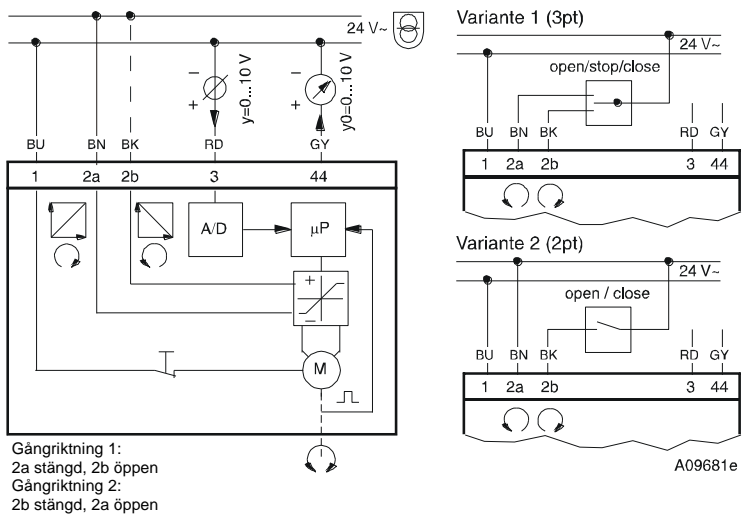 24 V~
− +
y=0...10 V
− +
y0=0...10 V
BU BN BK RD GY
1 2a 2b 3 44
A/D
µP
+
−
M
Gångriktning 1:
2a stängd, 2b öppen
Gångriktning 2:
2b stängd, 2a öppen
Variante 1 (3pt)
24 V~
open/stop/close
BU BN BK RD GY
1 2a 2b 3 44
Variante 2 (2pt)
24 V~
open / close
BU BN BK RD GY
1 2a 2b 3 44
A09681e